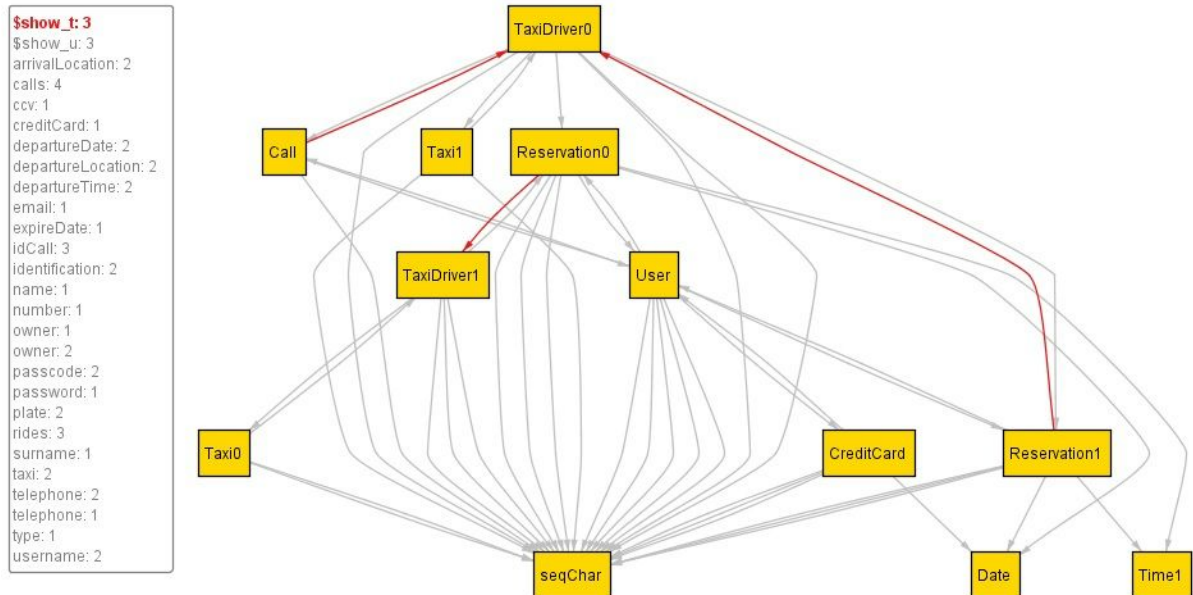 $show_t: 3
$show_u: 3
arrivalLocation: 2
calls: 4
ccv: 1
creditCard: 1
departureDate: 2
departureLocation: 2
departureTime: 2
email: 1
expireDate: 1
idCall: 3
identification: 2
name: 1
number: 1
owner: 1
owner: 2
passcode: 2
password: 1
plate: 2
rides: 3
surname: 1
taxi: 2
telephone: 2
telephone: 1
type: 1
username: 2
TaxiDriver0
Call
Taxi1
Reservation0
TaxiDriver1
User
Taxi0
CreditCard
Reservation1
seqChar
Date
Time1